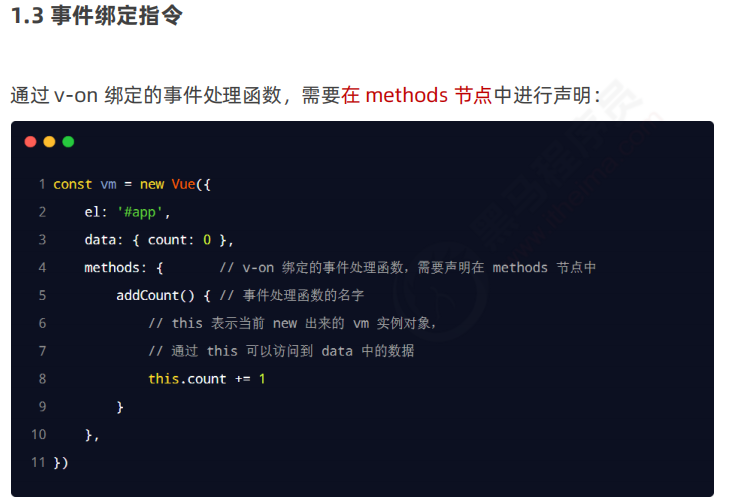 1.3 事件绑定指令
通过 v-on 绑定的事件处理函数，需要在 methods 节点中进行声明：
1 const vm = new Vue({
2 el: '#app',
3 data: { count: 0 },
4 methods: { // v-on 绑定的事件处理函数，需要声明在 methods 节点中
5 addCount() { // 事件处理函数的名字
6 // this 表示当前 new 出来的 vm 实例对象，
7 // 通过 this 可以访问到 data 中的数据
8 this.count += 1
9 }
10 },
11 })